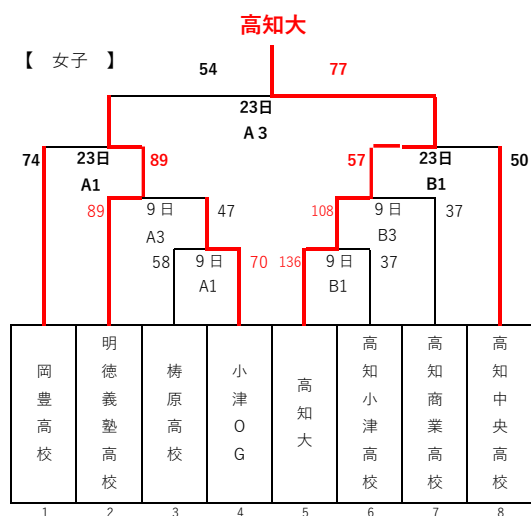 高知大
【 女子 】
54 77
23日
A 3
74 23日 89 57 23日 50
A1 B1
89 9日 47 108 9日 37
A3 B3
58 9日 70 136 9日 37
A1 B1
岡豊高校
明徳義塾高校
梼原高校
小津OG
高知大
高知小津高校
高知商業高校
高知中央高校
1 2 3 4 5 6 7 8